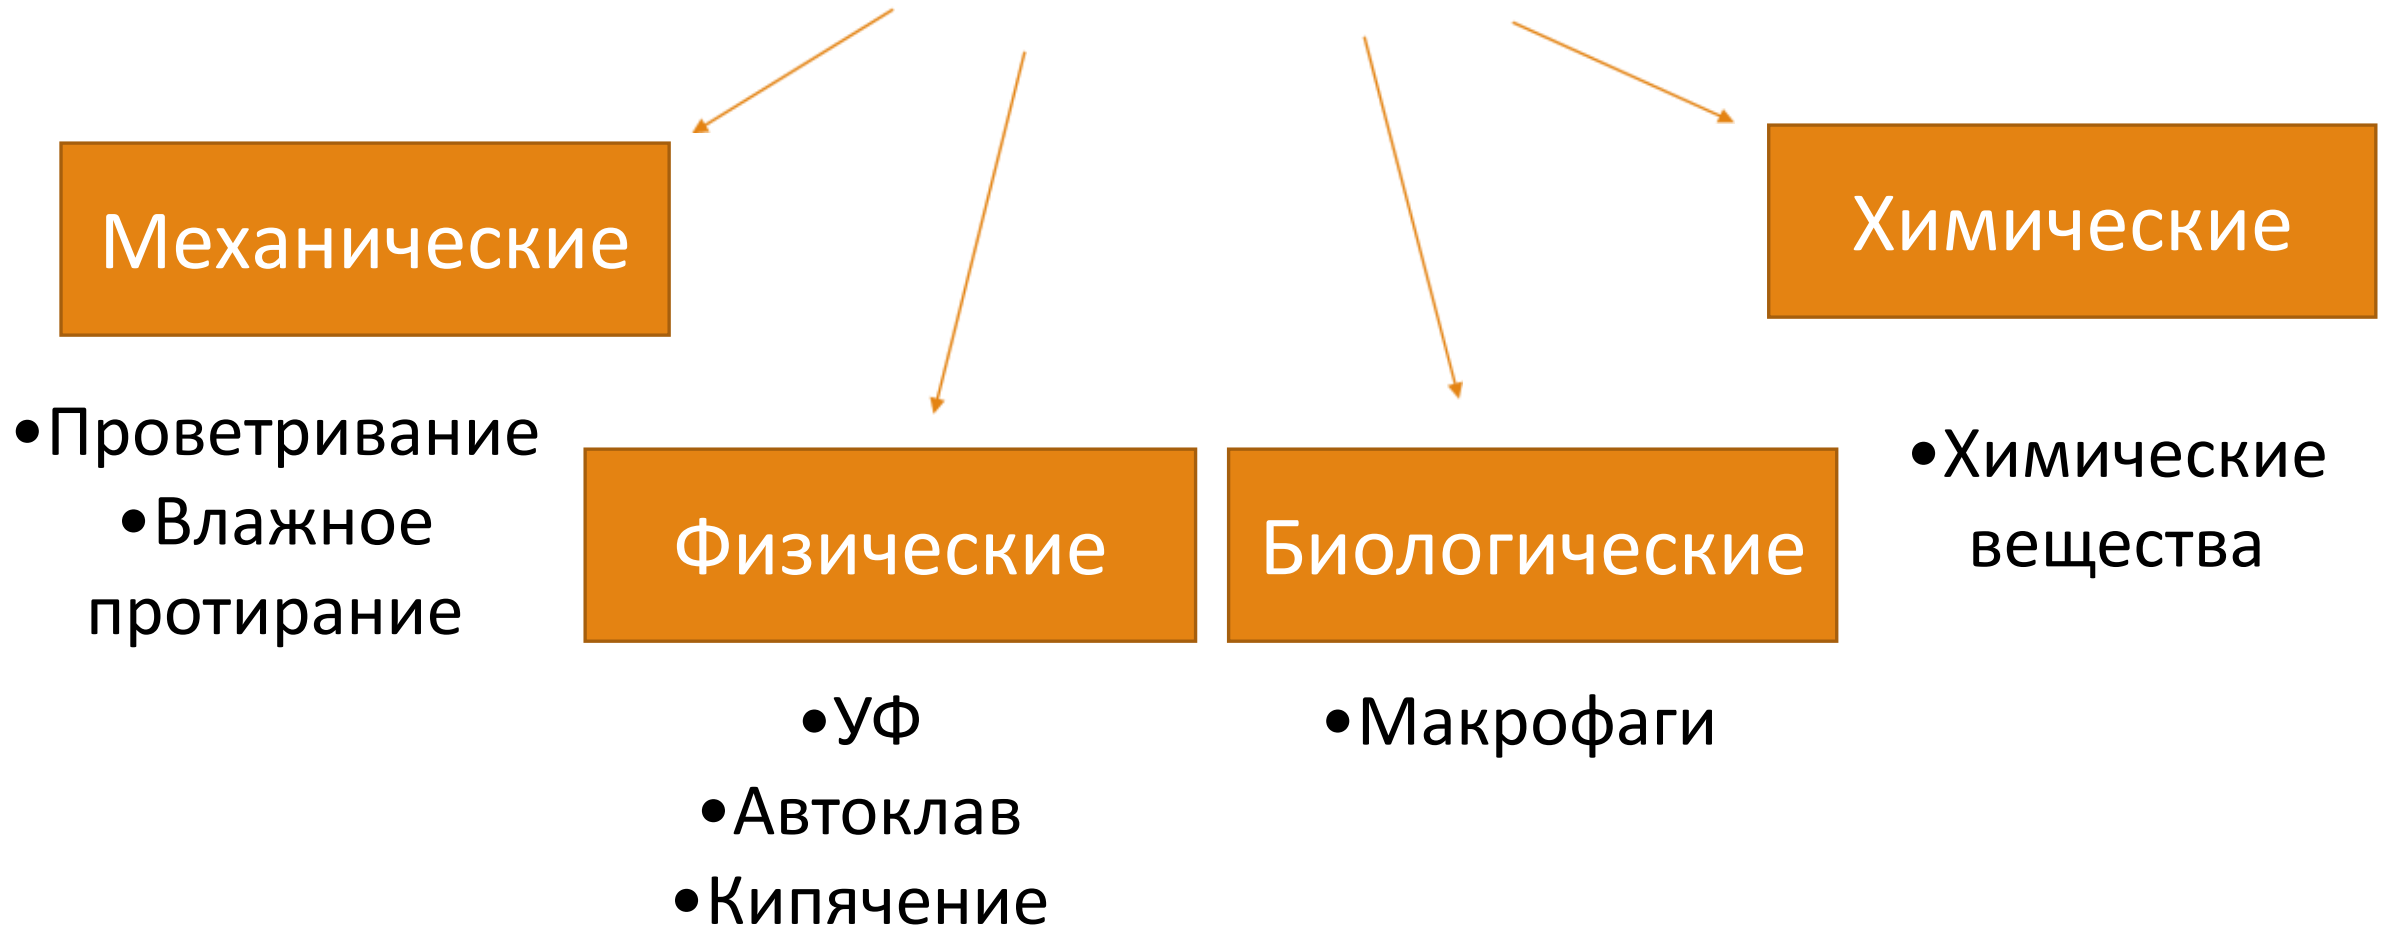 Механические
•Проветривание
•Влажное
протирание
Физические
•УФ
•Автоклав
•Кипячение
Биологические
•Макрофаги
Химические
•Химические
вещества